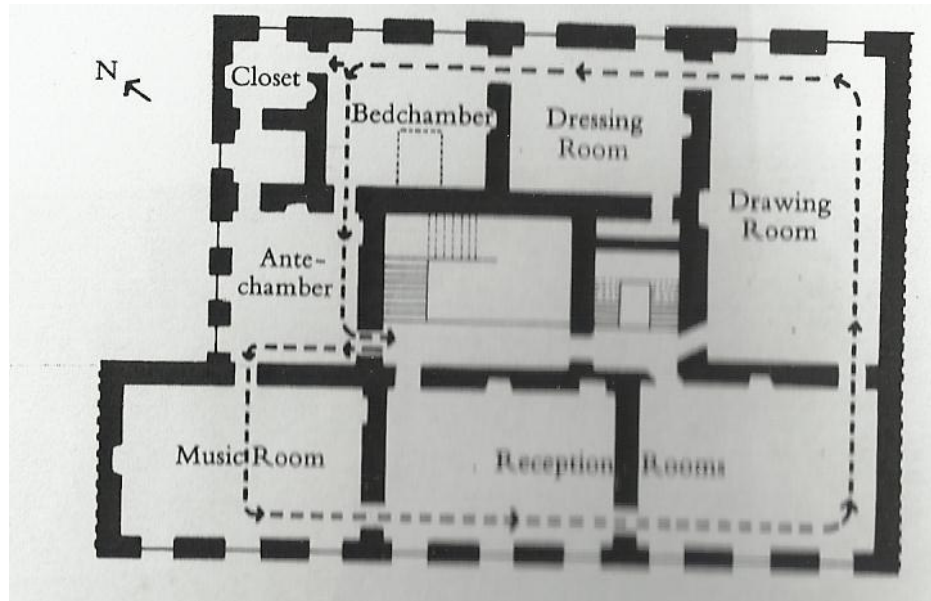 N
Closet
Bedchamber
Dressing
Room
Drawing
Room
Ante-
chamber
Music Room
Reception Rooms